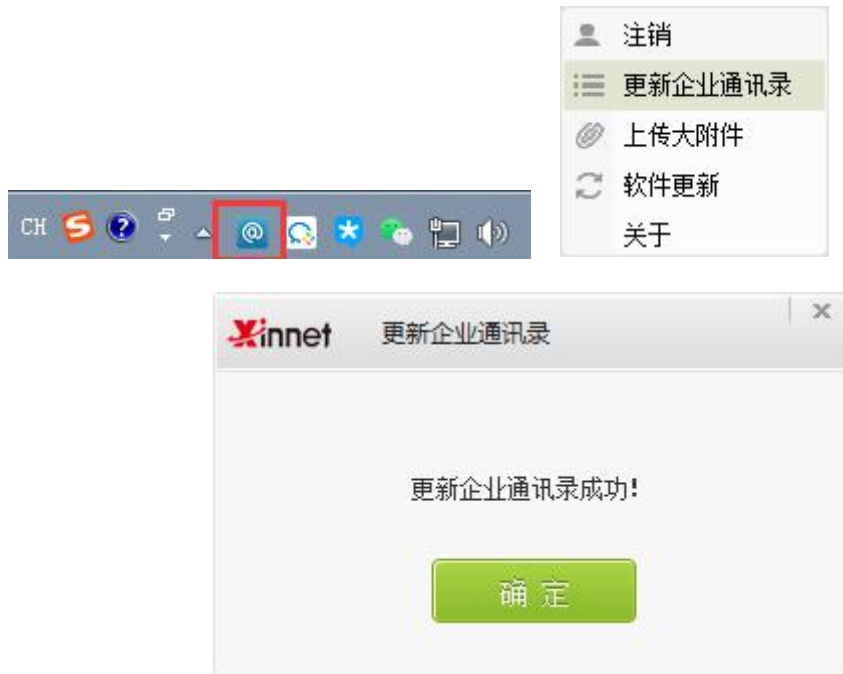 注销
更新企业通讯录
上传大附件
软件更新
关于
CH
Xinnet 更新企业通讯录
更新企业通讯录成功!
确定